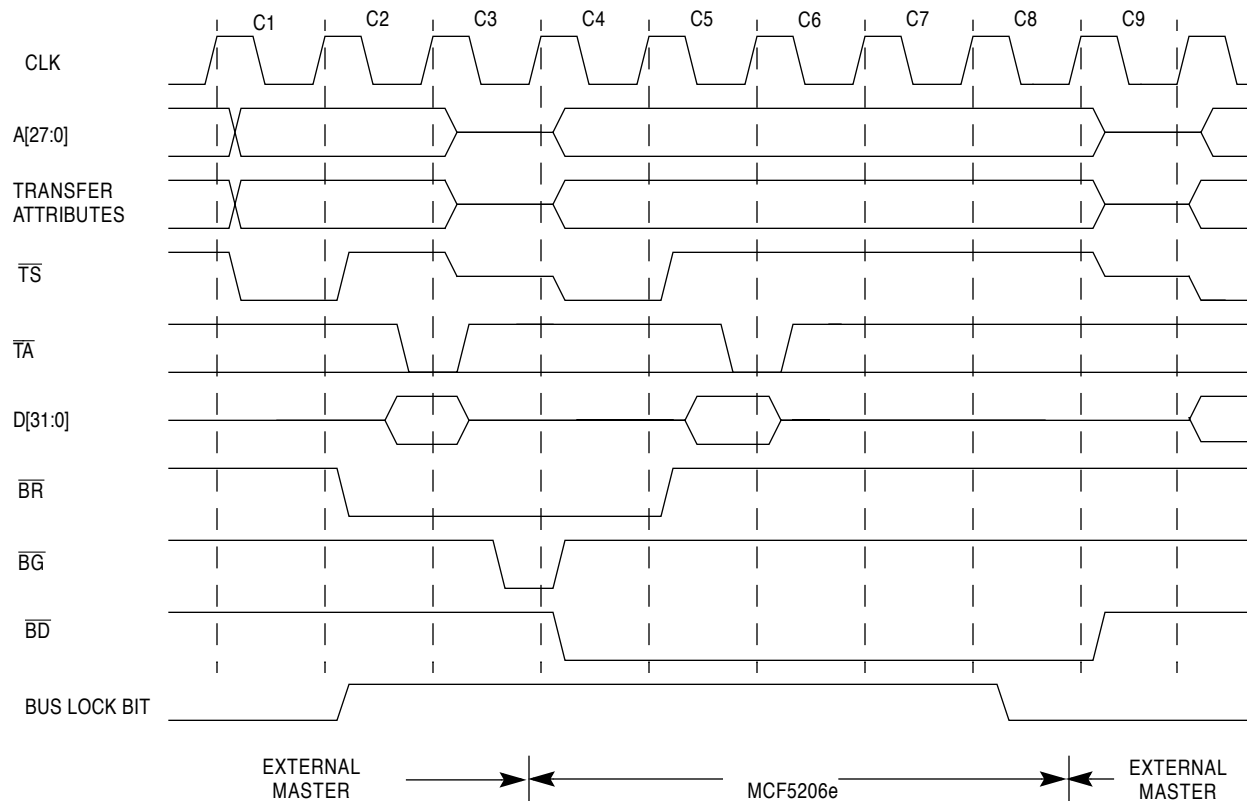 C1 C2 C3 C4 C5 C6 C7 C8 C9
CLK
A[27:0]
TRANSFER
ATTRIBUTES
TS
TA
D[31:0]
BR
BG
BD
BUS LOCK BIT
EXTERNAL
MASTER
MCF5206e
EXTERNAL
MASTER